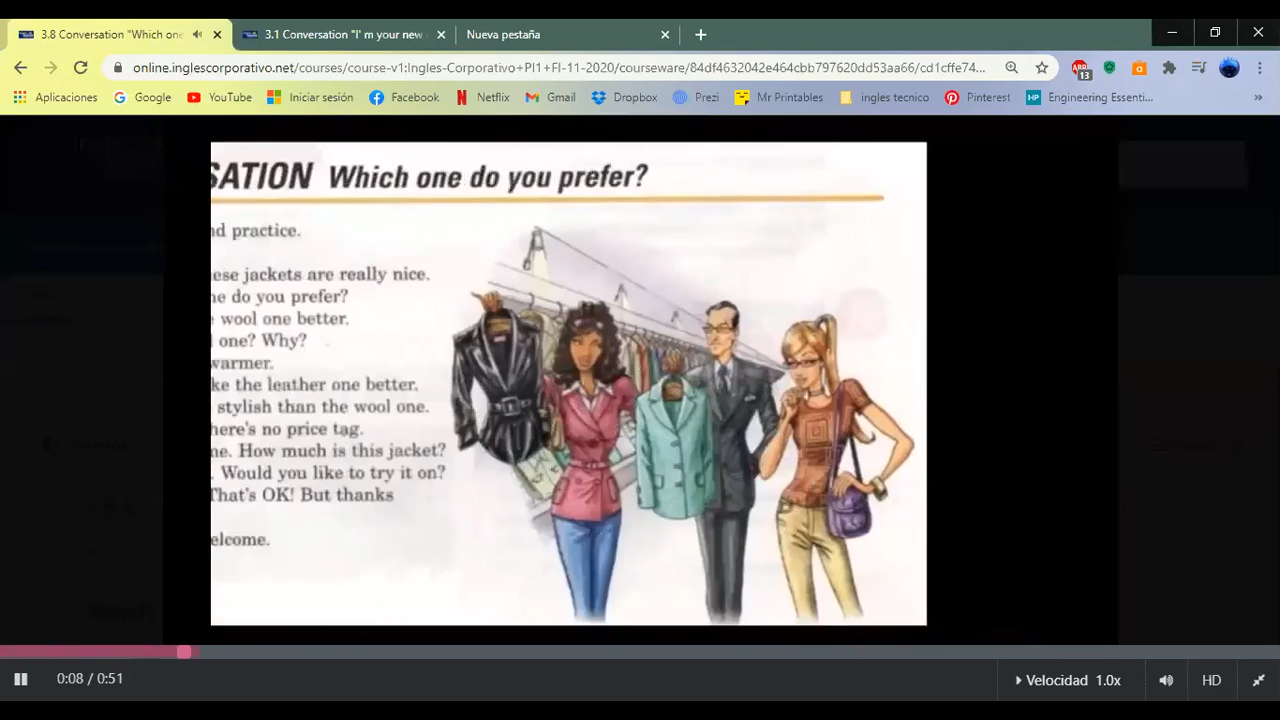 3.8 Conversation "Which one
3.1 Conversation "I' m your new
Nueva pestaña
online.inglescorporativo.net/courses/course-v1:Ingles-Corporativo+PI1+FI-11-2020/courseware/84df4632042e464cbb797620dd53aa66/cd1cffe74...
13
Aplicaciones Google YouTube Iniciar sesión Facebook Netflix Gmail Dropbox Prezi Mr Printables ingles tecnico Pinterest HP Engineering Essenti... »
SATION Which one do you prefer?
nd practice.
ese jackets are really nice.
ne do you prefer?
wool one better.
one? Why?
warmer.
ke the leather one better.
stylish than the wool one.
here's no price tag.
ne. How much is this jacket?
. Would you like to try it on?
That's OK! But thanks
elcome.
0:08 / 0:51
Velocidad 1.0x
HD